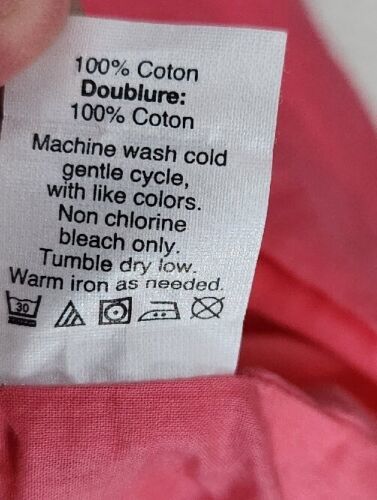 100% Coton
Doublure:
100% Coton
Machine wash cold
gentle cycle,
with like colors.
Non chlorine
bleach only.
Tumble dry low.
Warm iron as needed.
30